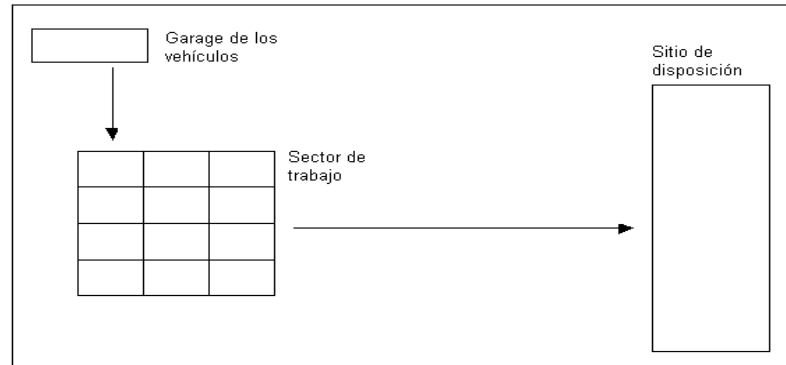 Garage de los
vehículos
Sitio de
disposición
Sector de
trabajo